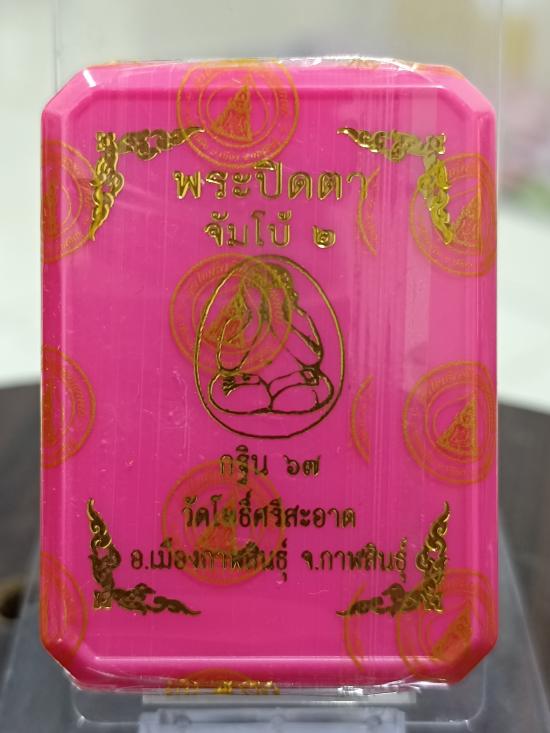 พระปิดตา
จัมโบ้ ๒
กฐิน ๖๗
วัดโพธิ์ศรีสะอาด
อ.เมืองกาฬสินธุ์ จ.กาฬสินธุ์